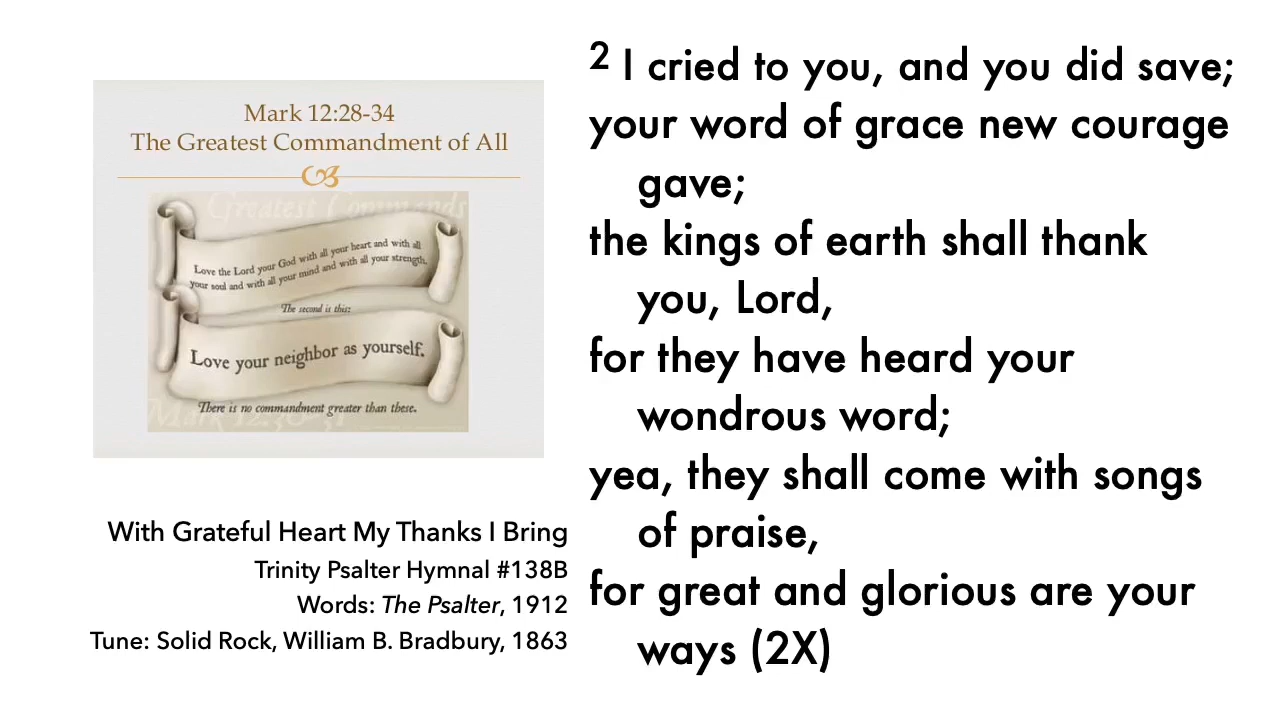 Mark 12:28-34
The Greatest Commandment of All
Greatest Commands
Love the Lord your God with all your heart and with all
your soul and with all your mind and with all your strength.
The second is this:
Love your neighbor as yourself.
There is no commandment greater than these.
Mark 12:30-31
With Grateful Heart My Thanks I Bring
Trinity Psalter Hymnal #138B
Words: The Psalter, 1912
Tune: Solid Rock, William B. Bradbury, 1863
2 I cried to you, and you did save;
your word of grace new courage
gave;
the kings of earth shall thank
you, Lord,
for they have heard your
wondrous word;
yea, they shall come with songs
of praise,
for great and glorious are your
ways (2X)